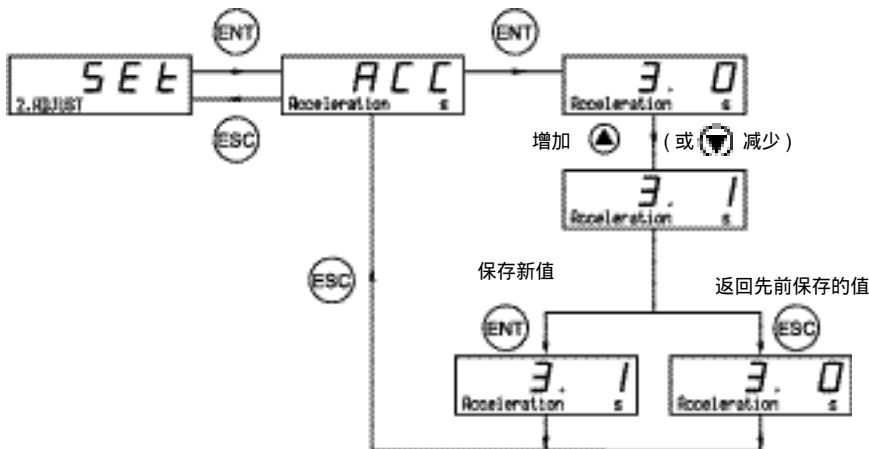 ENT
ENT
SEt
2.ADJUST
ACC
Acceleration s
3. 0
Acceleration s
ESC
增加 (或 减少)
3. 1
Acceleration s
ESC
保存新值
返回先前保存的值
ENT
ESC
3. 1
Acceleration s
3. 0
Acceleration s